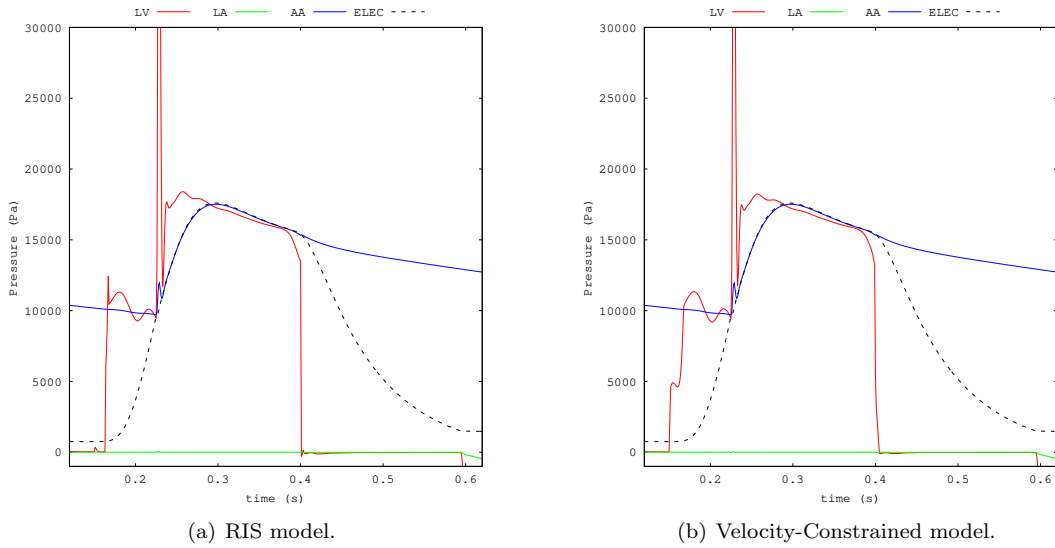 LV LA AA ELEC
30000
25000
20000
15000
10000
5000
0
Pressure (Pa)
0.2 0.3 0.4 0.5 0.6
time (s)
(a) RIS model.
LV LA AA ELEC
30000
25000
20000
15000
10000
5000
0
Pressure (Pa)
0.2 0.3 0.4 0.5 0.6
time (s)
(b) Velocity-Constrained model.